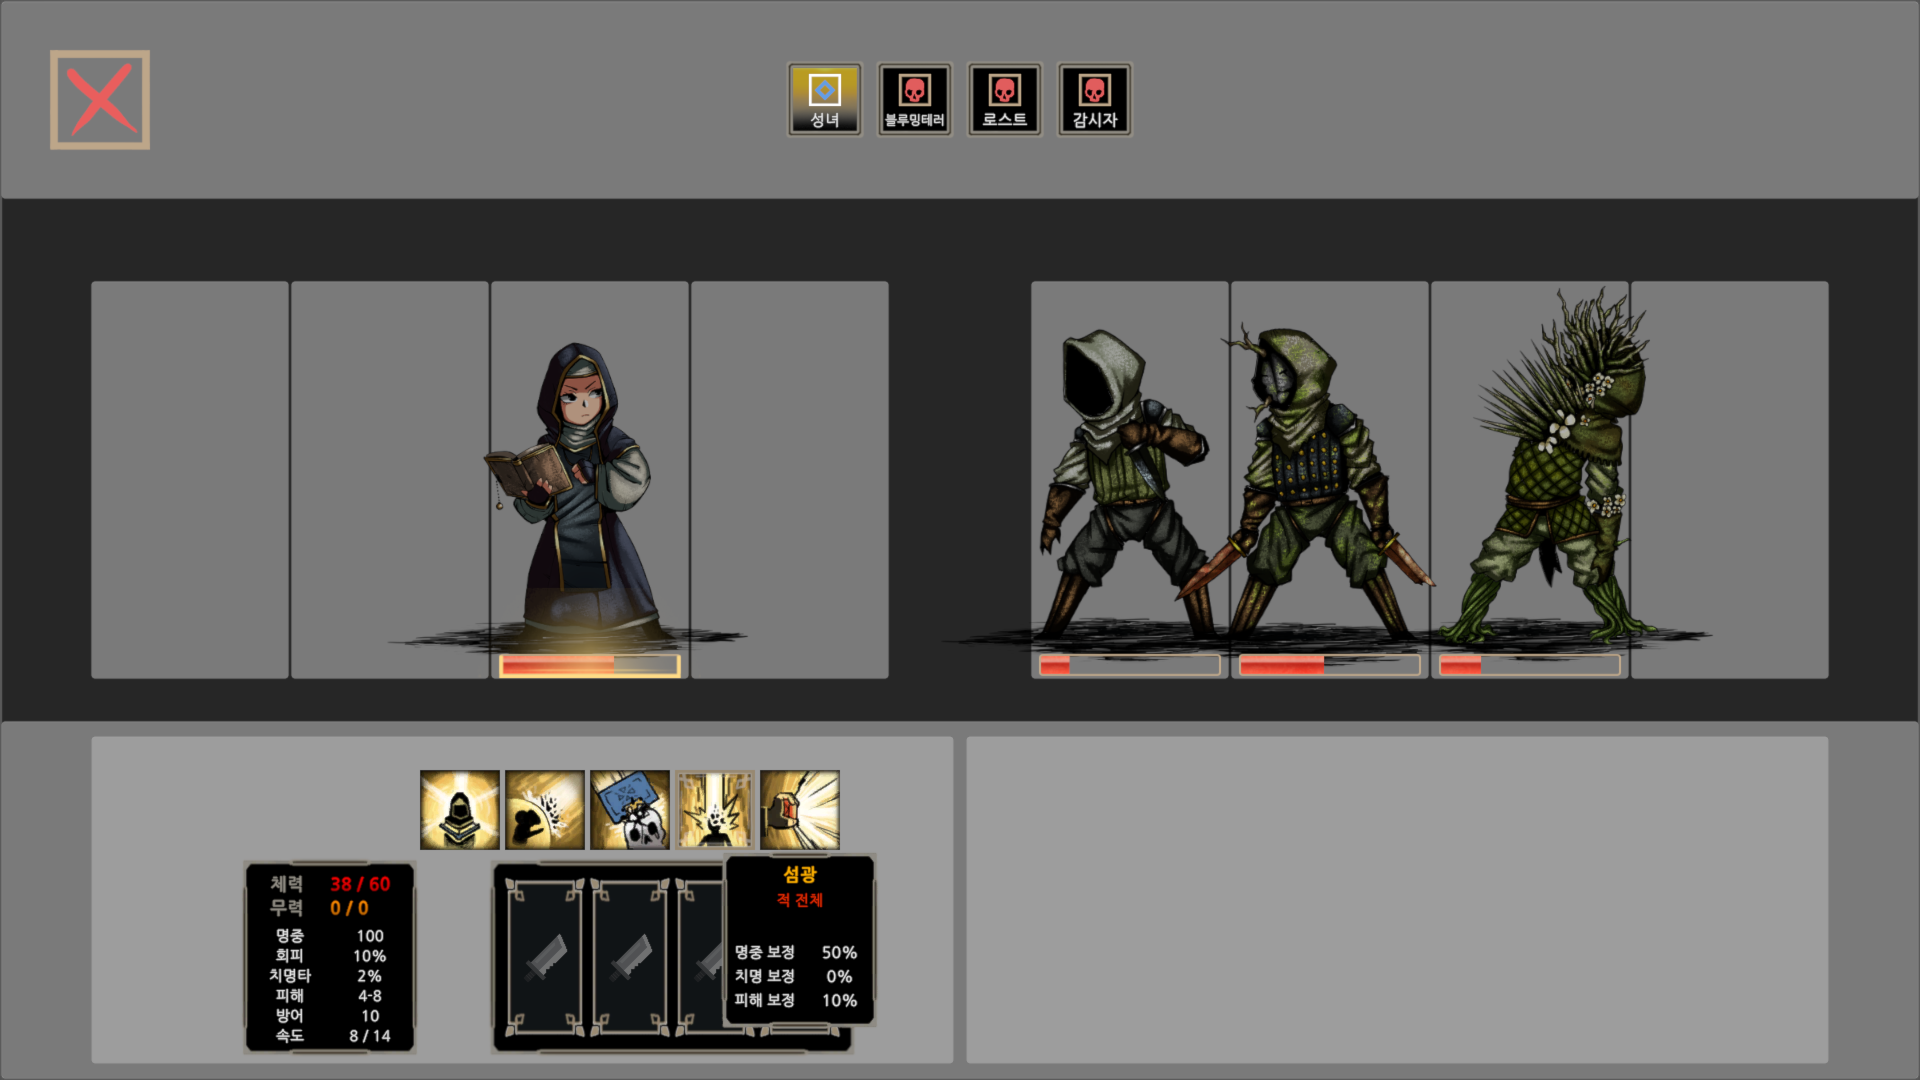 성녀
블루밍테러
로스트
감시자
체력 38 / 60
무력 0 / 0
명중 100
회피 10%
치명타 2%
피해 4-8
방어 10
속도 8 / 14
섬광
적 전체
명중 보정 50%
치명 보정 0%
피해 보정 10%